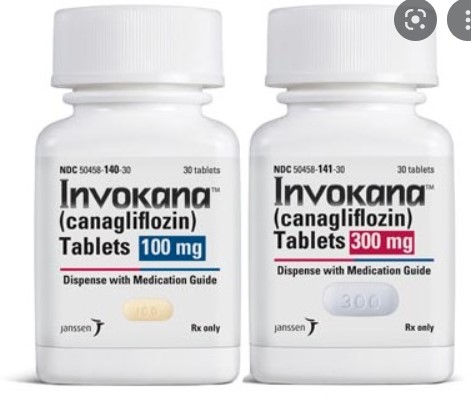 NDC 50458-140-30 30 tablets
Invokana™
(canagliflozin)
Tablets 100 mg
Dispense with Medication Guide
100
janssen Rx only
NDC 50458-141-30 30 tablets
Invokana™
(canagliflozin)
Tablets 300 mg
Dispense with Medication Guide
300
janssen Rx only